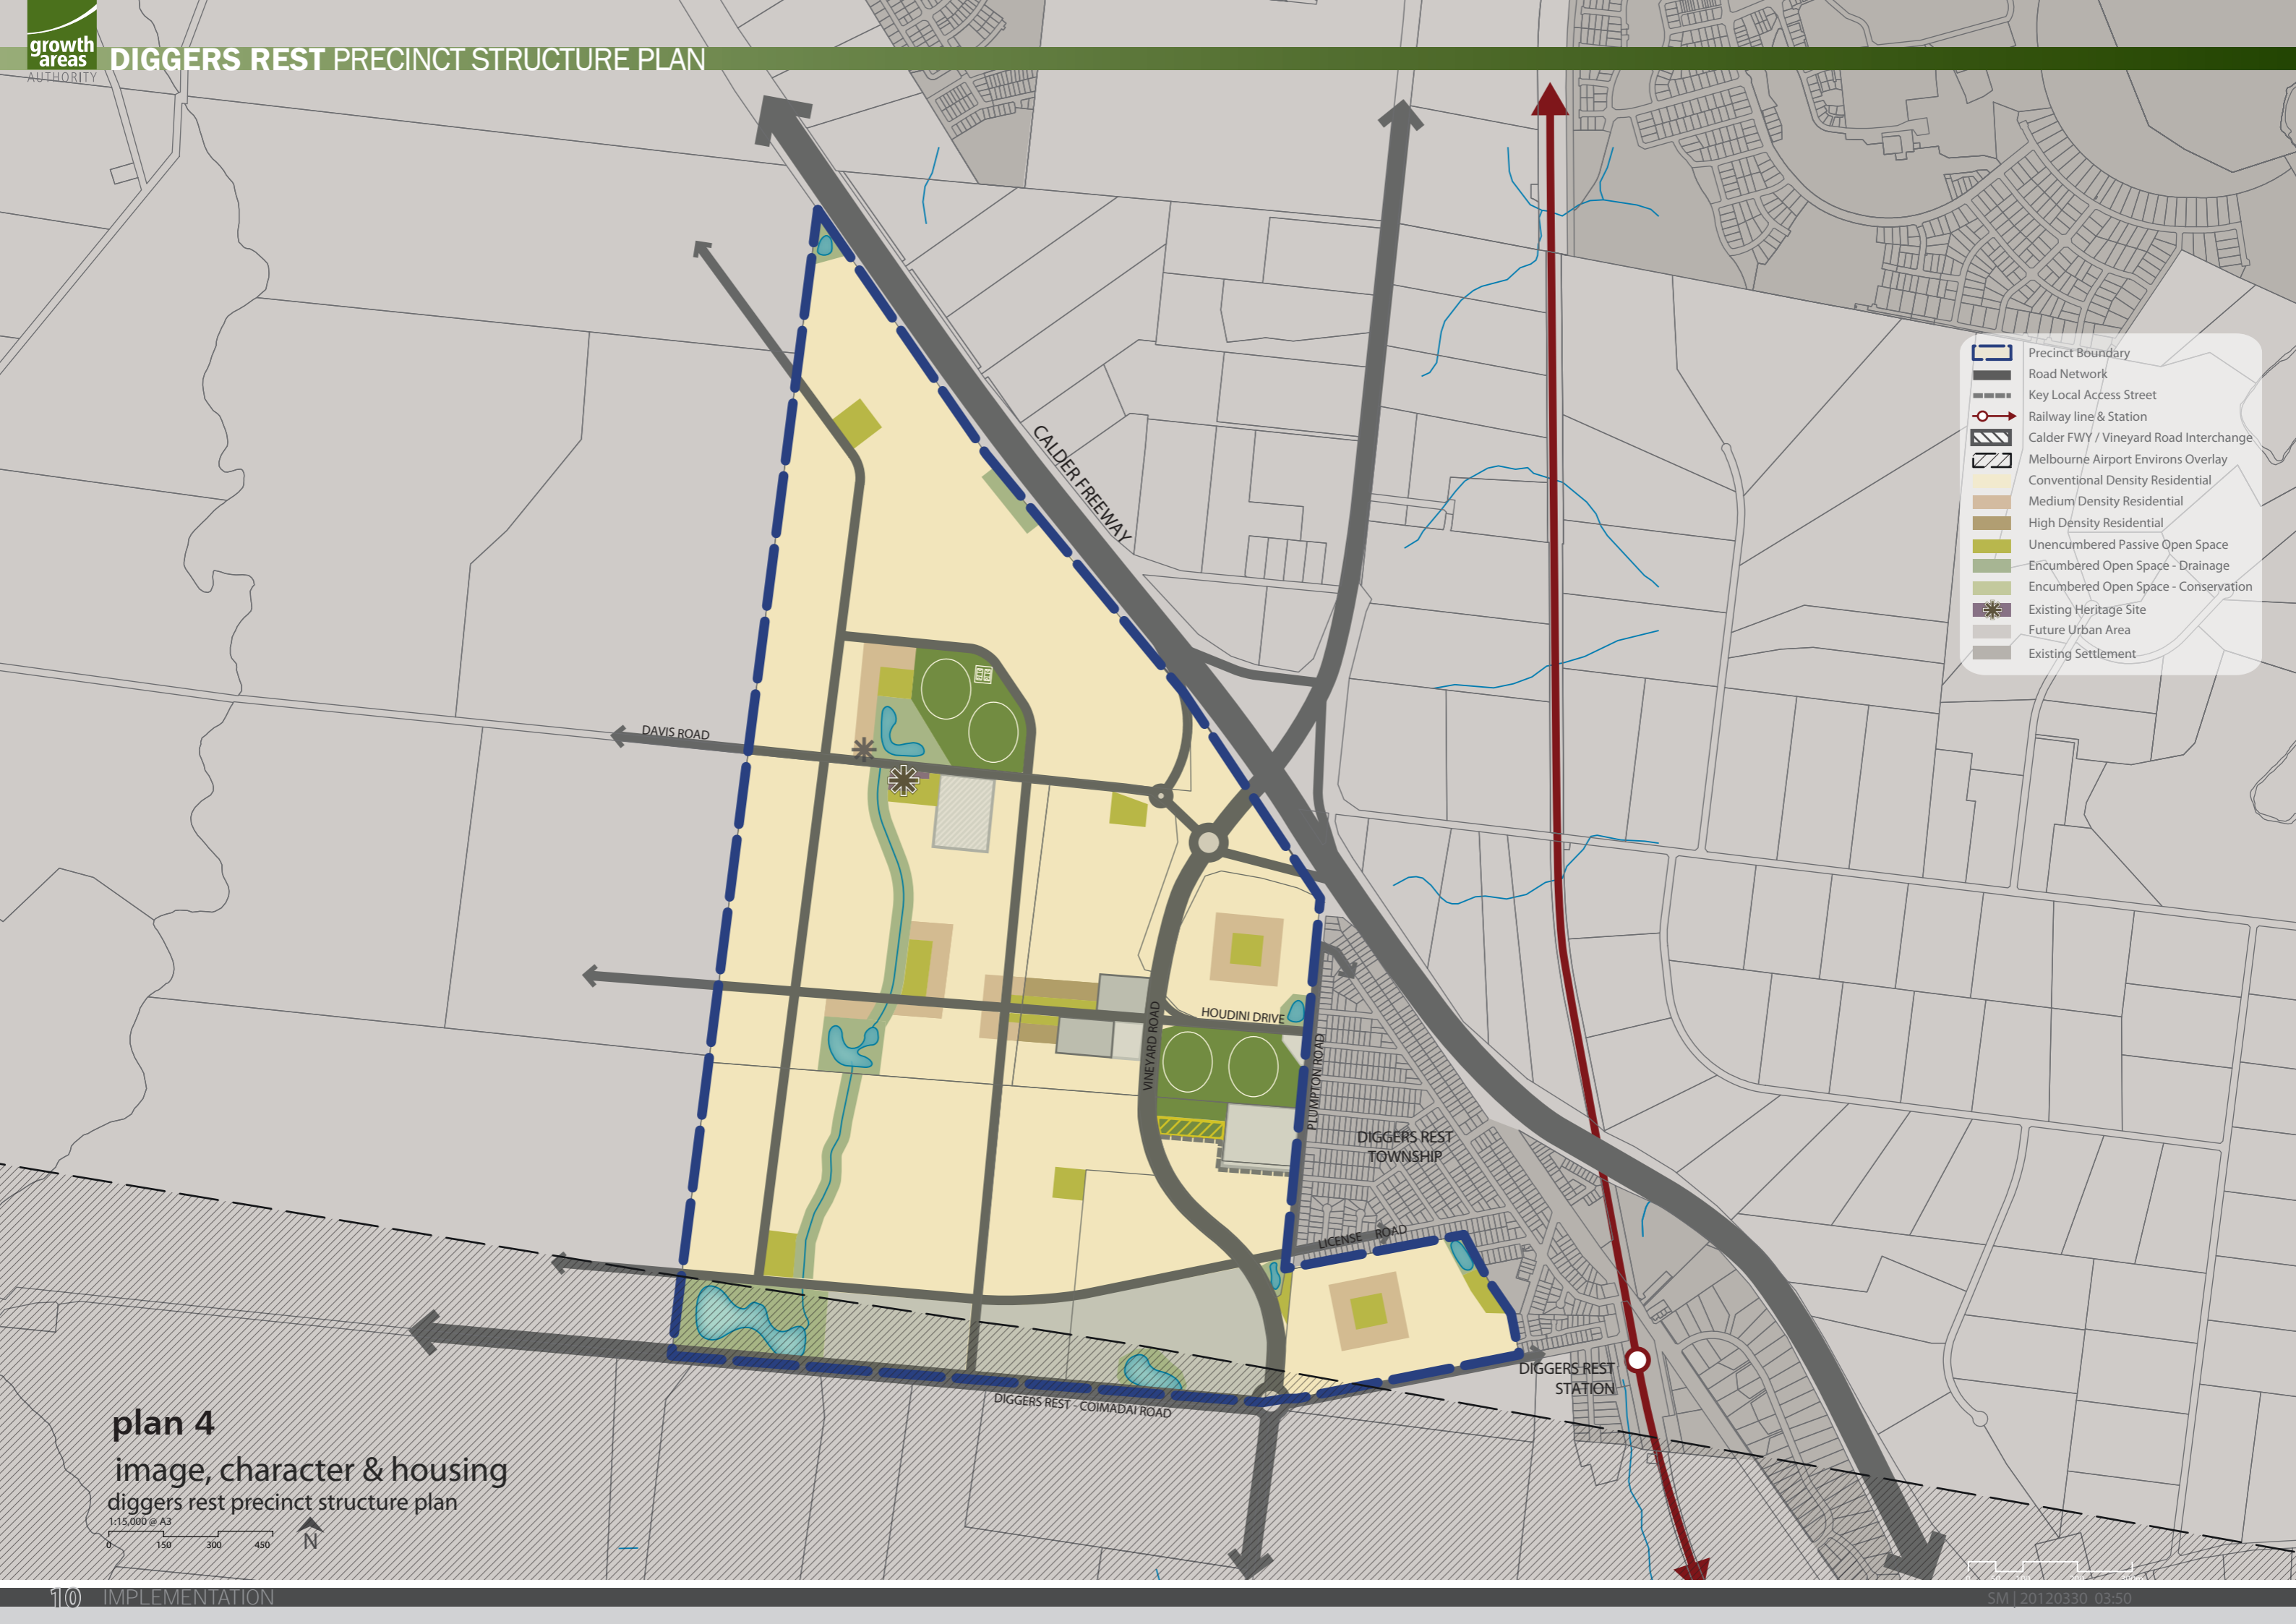 growth
areas
AUTHORITY
DIGGERS REST PRECINCT STRUCTURE PLAN
CALDER FREEWAY
Precinct Boundary
Road Network
Key Local Access Street
Railway line & Station
Calder FWY / Vineyard Road Interchange
Melbourne Airport Environs Overlay
Conventional Density Residential
Medium Density Residential
High Density Residential
Unencumbered Passive Open Space
Encumbered Open Space - Drainage
Encumbered Open Space - Conservation
Existing Heritage Site
Future Urban Area
Existing Settlement
DAVIS ROAD
HOUDINI DRIVE
VINEYARD ROAD
PLUMPTON ROAD
DIGGERS REST
TOWNSHIP
LICENSE ROAD
DIGGERS REST
STATION
DIGGERS REST - COIMADAI ROAD
plan 4
image, character & housing
diggers rest precinct structure plan
1:15,000 @ A3
0 150 300 450
N
10 IMPLEMENTATION
SM | 20120330 03:50